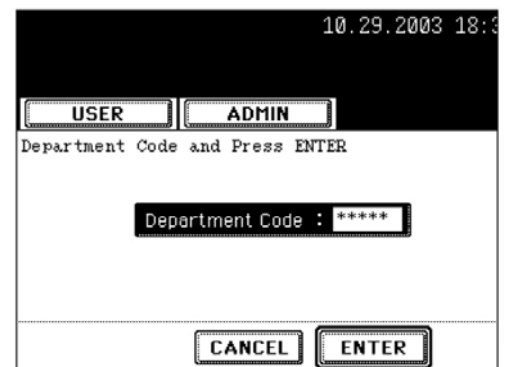 10.29.2003 18:3
USER ADMIN
Department Code and Press ENTER
Department Code : *****
CANCEL ENTER